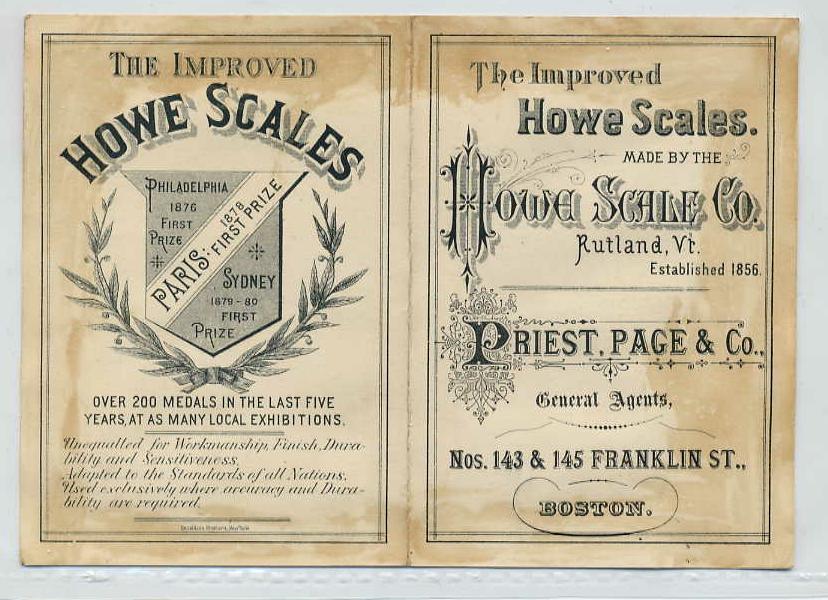 THE IMPROVED
HOWE SCALES
PHILADELPHIA
1876
FIRST
PRIZE
PARIS: 1878 FIRST PRIZE
SYDNEY
1879-80
FIRST
PRIZE
OVER 200 MEDALS IN THE LAST FIVE
YEARS, AT AS MANY LOCAL EXHIBITIONS.
Unequalled for Workmanship, Finish, Dura-
bility and Sensitiveness.
Adapted to the Standards of all Nations.
Used exclusively where accuracy and Dura-
bility are required.
The Improved
Howe Scales.
MADE BY THE
HOWE SCALE CO.
Rutland, Vt.
Established 1856.
PRIEST, PAGE & Co.,
General Agents,
Nos. 143 & 145 FRANKLIN ST.,
BOSTON.